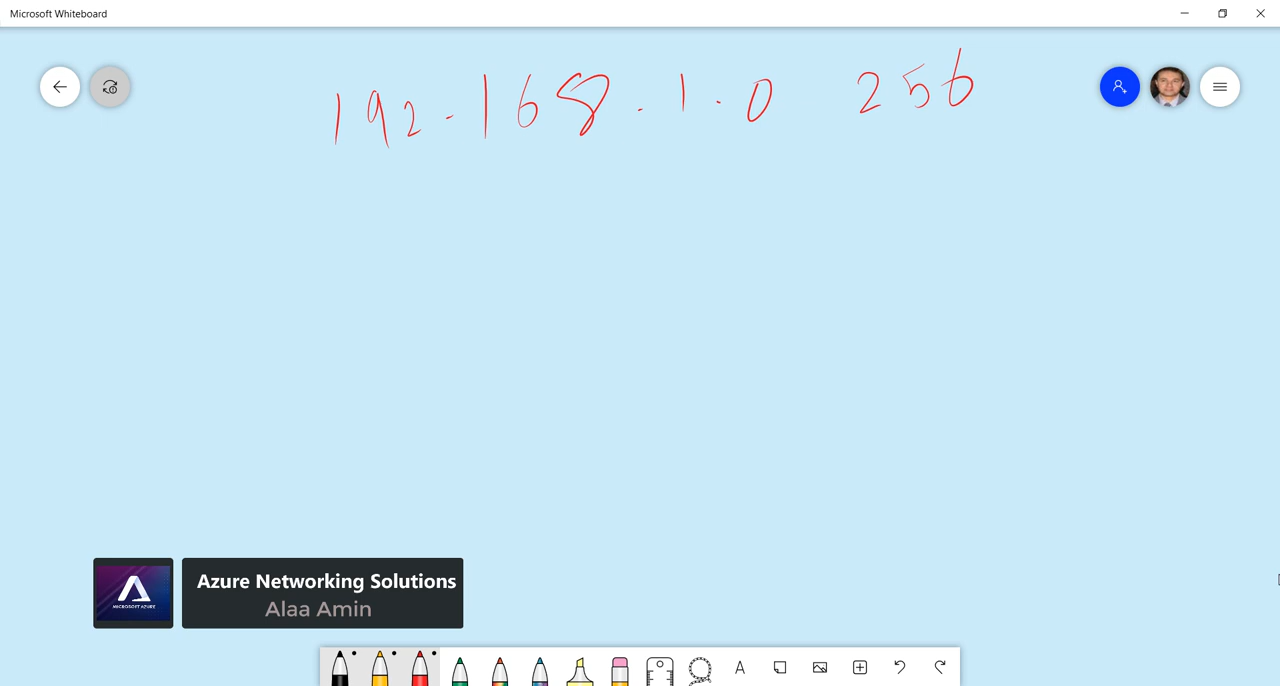 Microsoft Whiteboard
192.168.1.0 256
MICROSOFT AZURE
Azure Networking Solutions
Alaa Amin
A